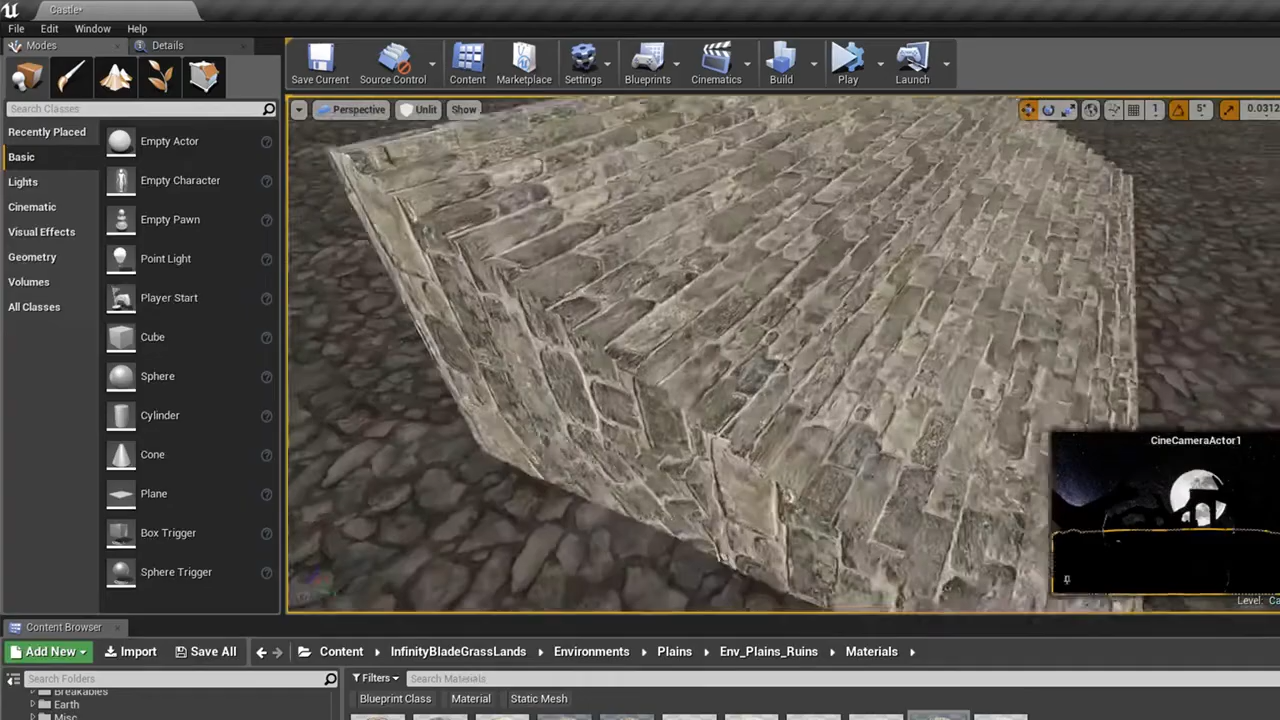 Castle*
File Edit Window Help
Modes Details
Save Current Source Control Content Marketplace Settings Blueprints Cinematics Build Play Launch
Search Classes
Perspective Unlit Show 1 5° 0.0312
Recently Placed
Basic
Lights
Cinematic
Visual Effects
Geometry
Volumes
All Classes
Empty Actor
Empty Character
Empty Pawn
Point Light
Player Start
Cube
Sphere
Cylinder
Cone
Plane
Box Trigger
Sphere Trigger
CineCameraActor1
Level: Ca
Content Browser
Add New Import Save All Content InfinityBladeGrassLands Environments Plains Env_Plains_Ruins Materials
Search Folders Filters Search Materials
Breakables
Earth
Misc
Blueprint Class Material Static Mesh